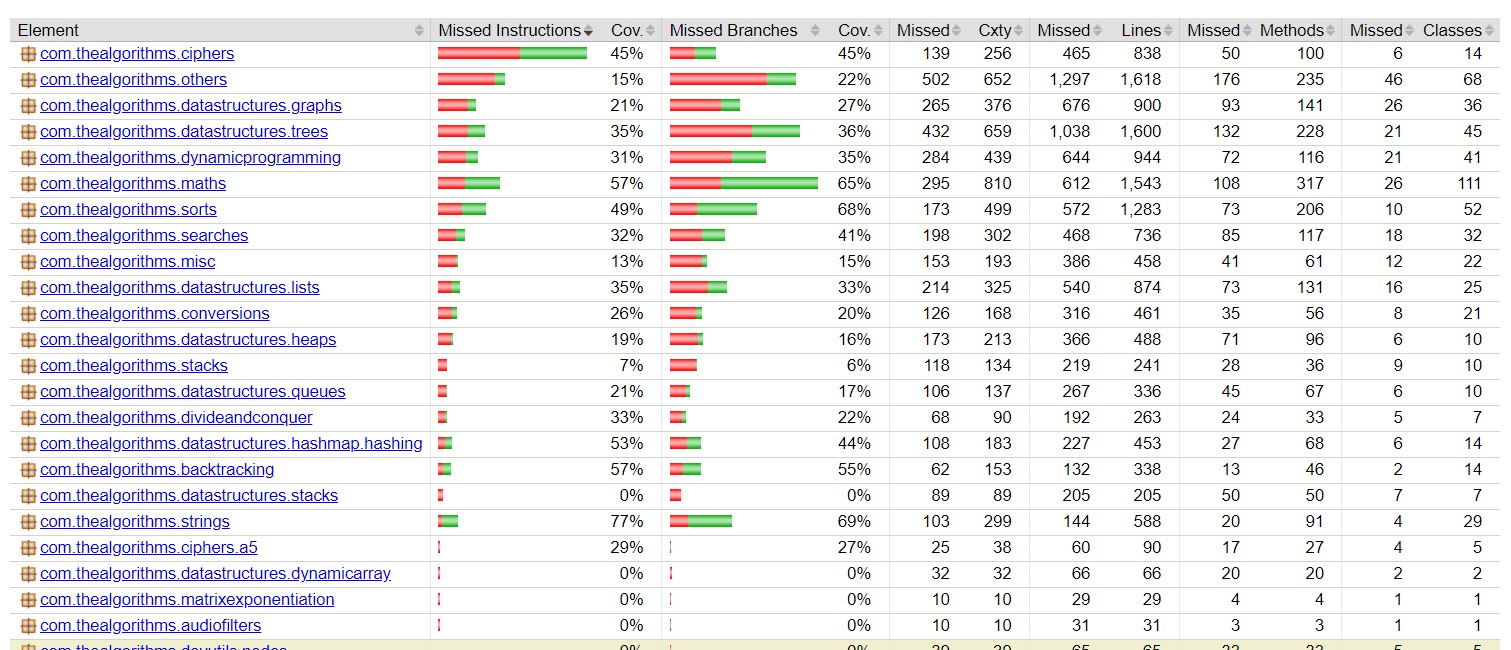 Element Missed Instructions Cov. Missed Branches Cov. Missed Cxty Missed Lines Missed Methods Missed Classes
com.thealgorithms.ciphers 45% 45% 139 256 465 838 50 100 6 14
com.thealgorithms.others 15% 22% 502 652 1,297 1,618 176 235 46 68
com.thealgorithms.datastructures.graphs 21% 27% 265 376 676 900 93 141 26 36
com.thealgorithms.datastructures.trees 35% 36% 432 659 1,038 1,600 132 228 21 45
com.thealgorithms.dynamicprogramming 31% 35% 284 439 644 944 72 116 21 41
com.thealgorithms.maths 57% 65% 295 810 612 1,543 108 317 26 111
com.thealgorithms.sorts 49% 68% 173 499 572 1,283 73 206 10 52
com.thealgorithms.searches 32% 41% 198 302 468 736 85 117 18 32
com.thealgorithms.misc 13% 15% 153 193 386 458 41 61 12 22
com.thealgorithms.datastructures.lists 35% 33% 214 325 540 874 73 131 16 25
com.thealgorithms.conversions 26% 20% 126 168 316 461 35 56 8 21
com.thealgorithms.datastructures.heaps 19% 16% 173 213 366 488 71 96 6 10
com.thealgorithms.stacks 7% 6% 118 134 219 241 28 36 9 10
com.thealgorithms.datastructures.queues 21% 17% 106 137 267 336 45 67 6 10
com.thealgorithms.divideandconquer 33% 22% 68 90 192 263 24 33 5 7
com.thealgorithms.datastructures.hashmap.hashing 53% 44% 108 183 227 453 27 68 6 14
com.thealgorithms.backtracking 57% 55% 62 153 132 338 13 46 2 14
com.thealgorithms.datastructures.stacks 0% 0% 89 89 205 205 50 50 7 7
com.thealgorithms.strings 77% 69% 103 299 144 588 20 91 4 29
com.thealgorithms.ciphers.a5 29% 27% 25 38 60 90 17 27 4 5
com.thealgorithms.datastructures.dynamicarray 0% 0% 32 32 66 66 20 20 2 2
com.thealgorithms.matrixexponentiation 0% 0% 10 10 29 29 4 4 1 1
com.thealgorithms.audiofilters 0% 0% 10 10 31 31 3 3 1 1